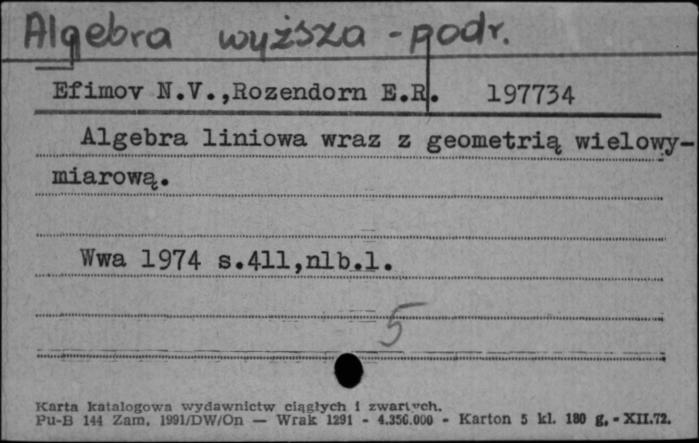 Algebra wyższa - podr.
Efimov N.V.,Rozendorn E.R. 197734
Algebra liniowa wraz z geometrią wielowy-
miarową.
Wwa 1974 s.411,nlb.1.
5
Karta katalogowa wydawnictw ciągłych i zwartych.
Pu-B 144 Zam. 1991/DW/On — Wrak 1291 - 4.356.000 - Karton 5 kl. 180 g. - XII.72.